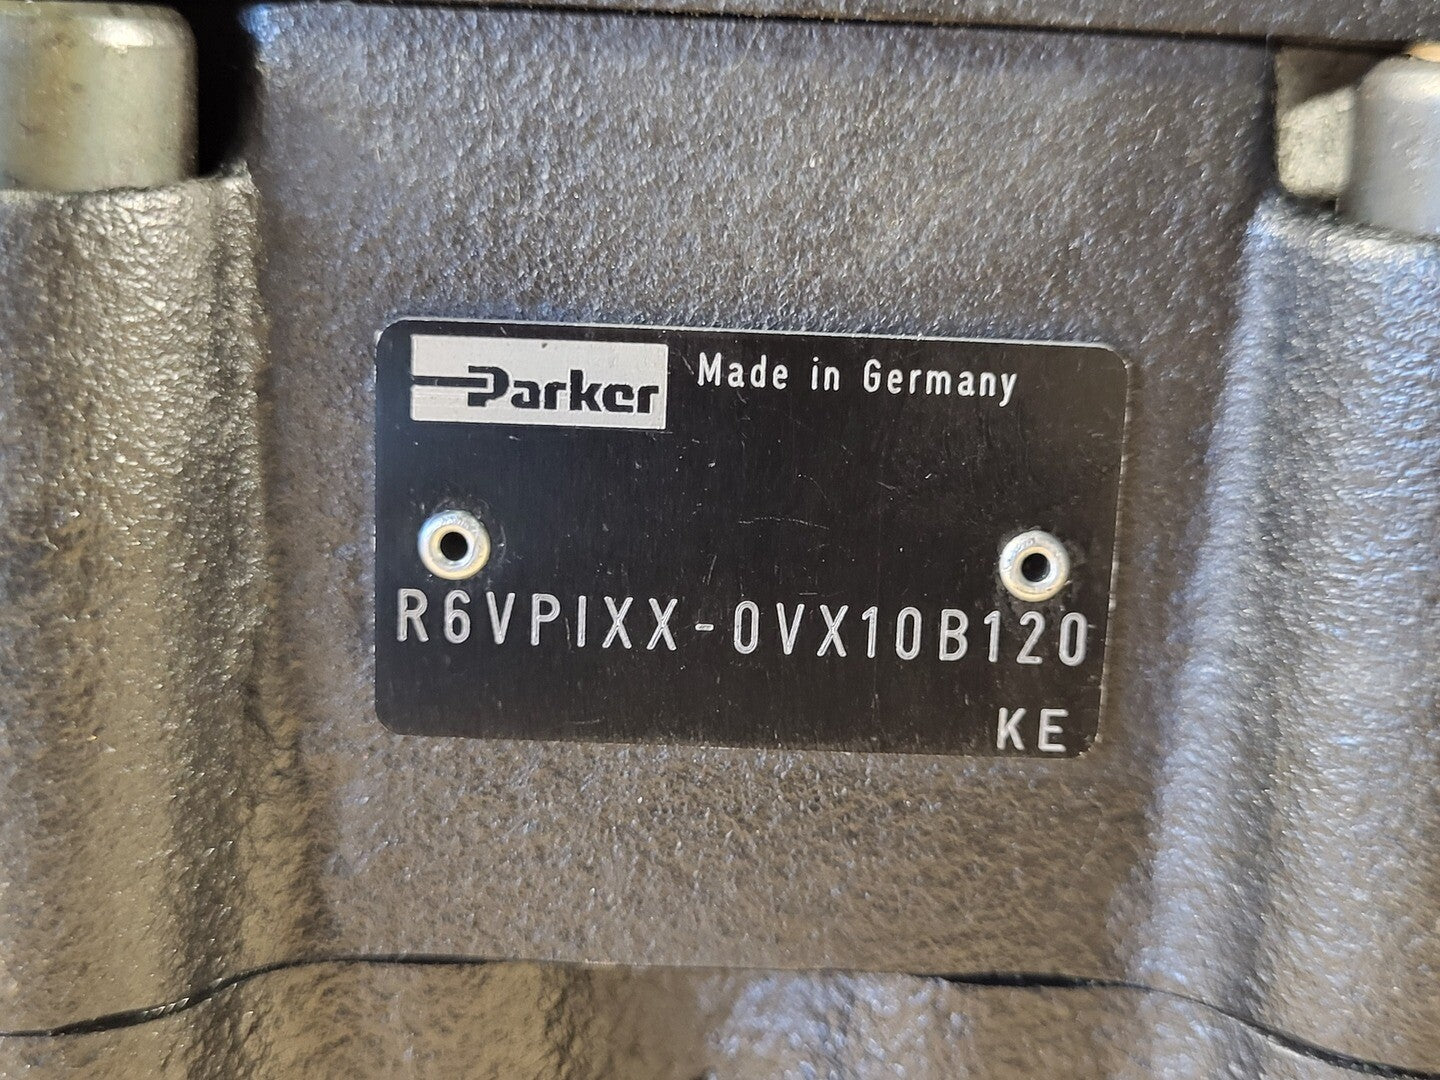 Parker Made in Germany
R6VPIXX-0VX10B120
KE